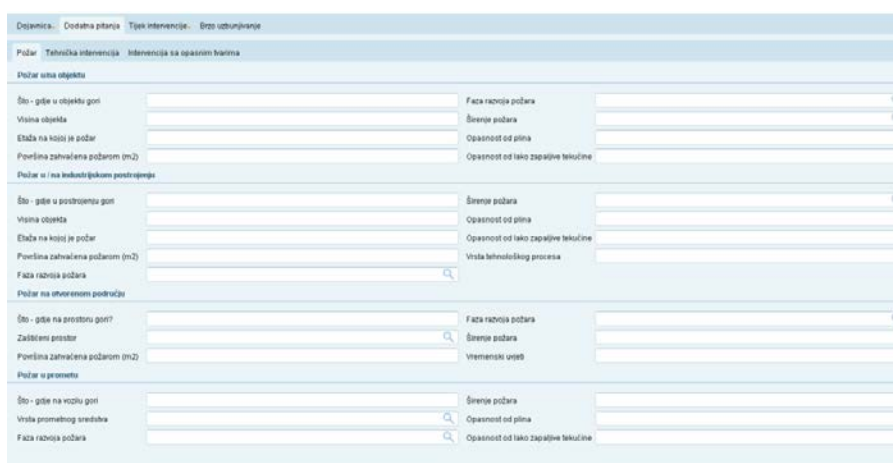 Dojavnica.. Dodatna pitanja Tijek intervencije.. Brzo uzbunjivanje
Požar Tehnička intervencija Intervencija sa opasnim tvarima
Požar u/na objektu
Što - gdje u objektu gori Faza razvoja požara
Visina objekta Širenje požara
Etaža na kojoj je požar Opasnost od plina
Površina zahvaćena požarom (m2) Opasnost od lako zapaljive tekućine
Požar u / na industrijskom postrojenju
Što - gdje u postrojenju gori Širenje požara
Visina objekta Opasnost od plina
Etaža na kojoj je požar Opasnost od lako zapaljive tekućine
Površina zahvaćena požarom (m2) Vrsta tehnološkog procesa
Faza razvoja požara
Požar na otvorenom području
Što - gdje na prostoru gori? Faza razvoja požara
Zaštićeni prostor Širenje požara
Površina zahvaćena požarom (m2) Vremenski uvjeti
Požar u prometu
Što - gdje na vozilu gori Širenje požara
Vrsta prometnog sredstva Opasnost od plina
Faza razvoja požara Opasnost od lako zapaljive tekućine